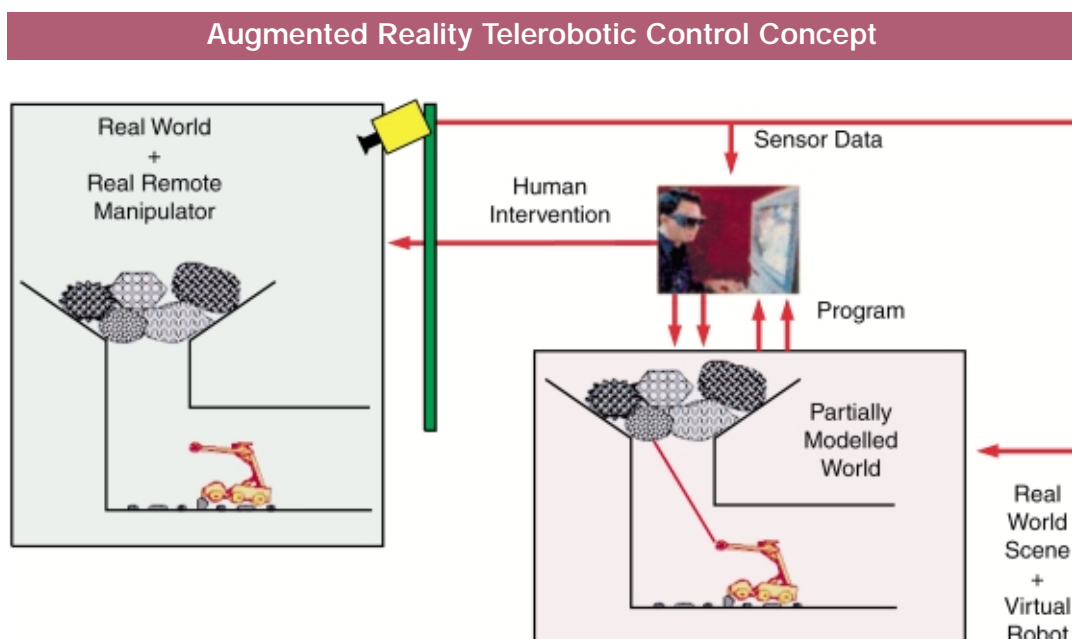 Augmented Reality Telerobotic Control Concept
Real World
+
Real Remote
Manipulator
Sensor Data
Human
Intervention
Program
Partially
Modelled
World
Real
World
Scene
+
Virtual
Robot